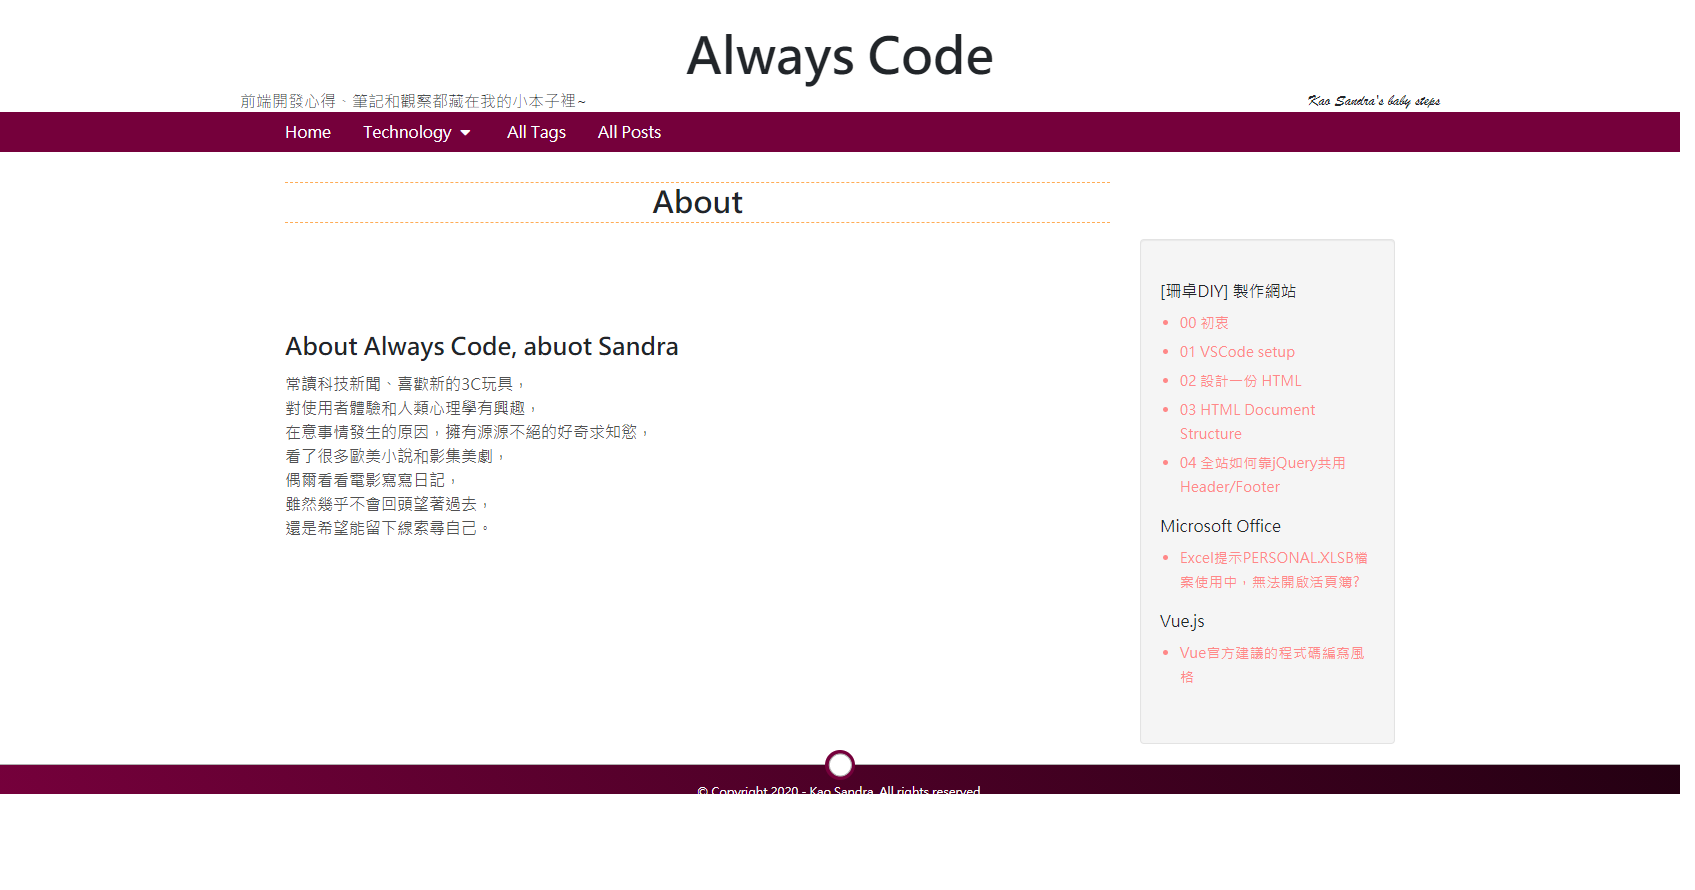 Always Code
前端開發心得、筆記和觀察都藏在我的小本子裡~
Kao Sandra's baby steps
Home
Technology
All Tags
All Posts
About
About Always Code, abuot Sandra
常讀科技新聞、喜歡新的3C玩具，
對使用者體驗和人類心理學有興趣，
在意事情發生的原因，擁有源源不絕的好奇求知慾，
看了很多歐美小說和影集美劇，
偶爾看看電影寫寫日記，
雖然幾乎不會回頭望著過去，
還是希望能留下線索尋自己。
[珊卓DIY] 製作網站
00 初衷
01 VSCode setup
02 設計一份 HTML
03 HTML Document
Structure
04 全站如何靠jQuery共用
Header/Footer
Microsoft Office
Excel提示PERSONAL.XLSB檔
案使用中，無法開啟活頁簿?
Vue.js
Vue官方建議的程式碼編寫風
格
© Copyright 2020 - Kao Sandra. All rights reserved.